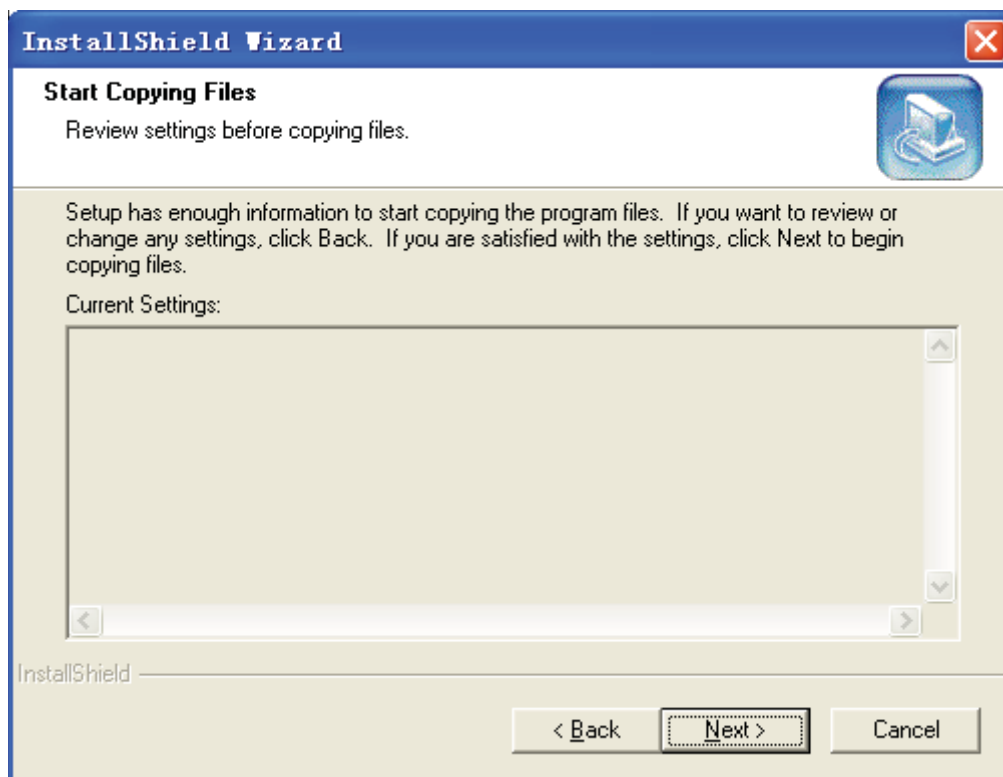 InstallShield Wizard
Start Copying Files
Review settings before copying files.
Setup has enough information to start copying the program files.  If you want to review or
change any settings, click Back.  If you are satisfied with the settings, click Next to begin
copying files.
Current Settings:
InstallShield
< Back
Next >
Cancel